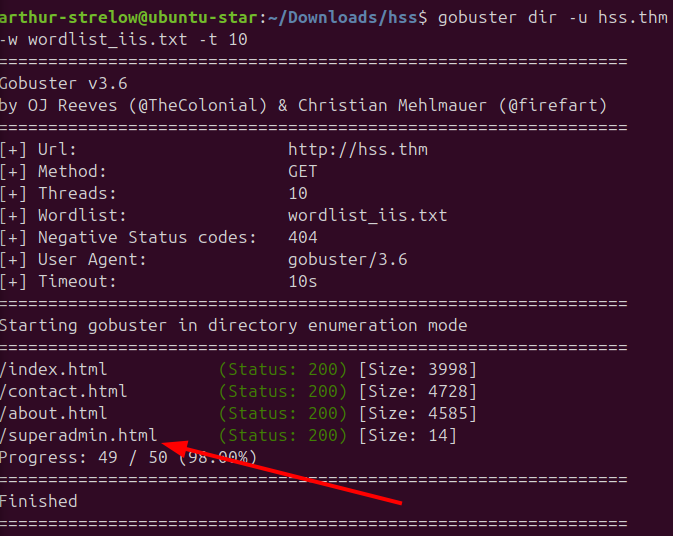 arthur-strelow@ubuntu-star:~/Downloads/hss$ gobuster dir -u hss.thm
-w wordlist_iis.txt -t 10
===============================================================
Gobuster v3.6
by OJ Reeves (@TheColonial) & Christian Mehlmauer (@firefart)
===============================================================
[+] Url:                     http://hss.thm
[+] Method:                  GET
[+] Threads:                 10
[+] Wordlist:                wordlist_iis.txt
[+] Negative Status codes:   404
[+] User Agent:              gobuster/3.6
[+] Timeout:                 10s
===============================================================
Starting gobuster in directory enumeration mode
===============================================================
/index.html           (Status: 200) [Size: 3998]
/contact.html         (Status: 200) [Size: 4728]
/about.html           (Status: 200) [Size: 4585]
/superadmin.html      (Status: 200) [Size: 14]
Progress: 49 / 50 (98.00%)
===============================================================
Finished
===============================================================